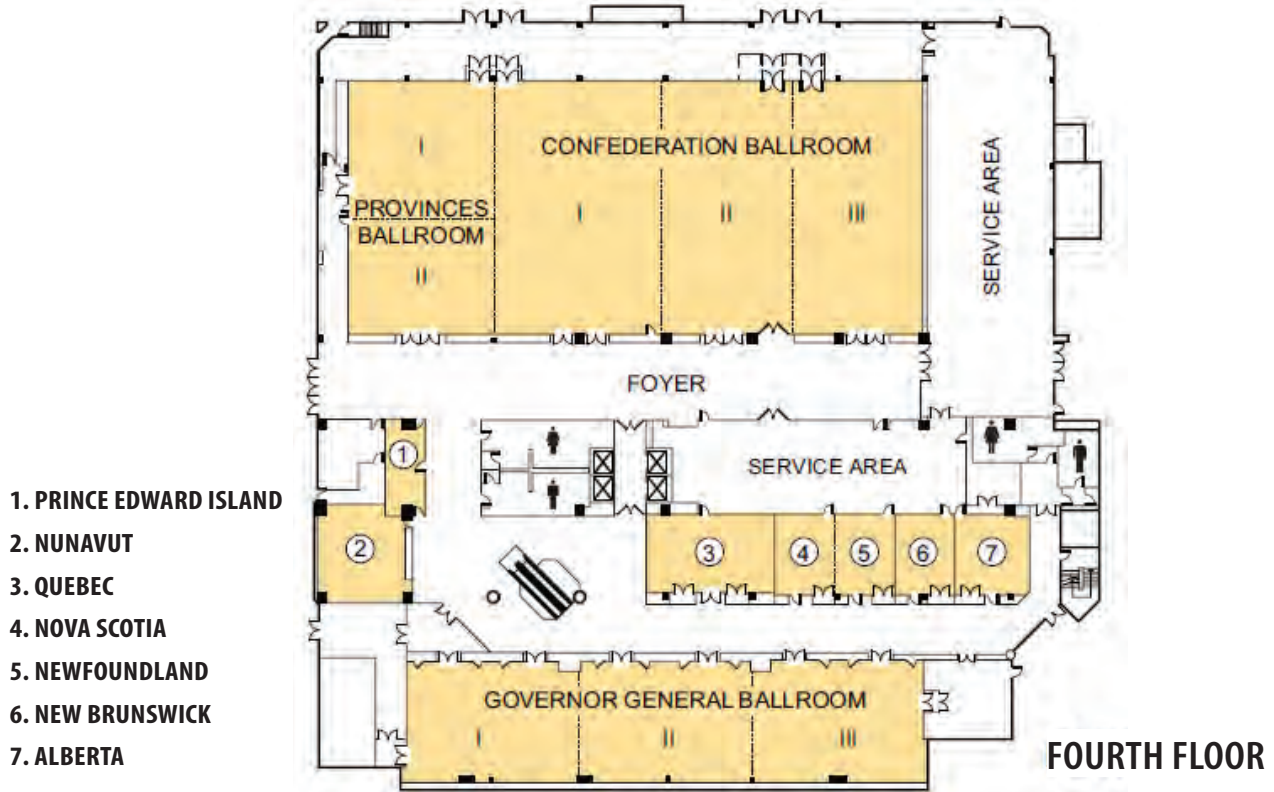 I
CONFEDERATION BALLROOM
PROVINCES
BALLROOM
I
II
III
II
SERVICE AREA
FOYER
1
SERVICE AREA
1. PRINCE EDWARD ISLAND
2. NUNAVUT
3. QUEBEC
4. NOVA SCOTIA
5. NEWFOUNDLAND
6. NEW BRUNSWICK
7. ALBERTA
2
3
4
5
6
7
GOVERNOR GENERAL BALLROOM
I
II
III
FOURTH FLOOR